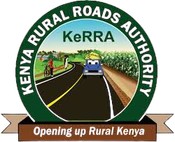 KENYA RURAL ROADS AUTHORITY
KeRRA
Opening up Rural Kenya